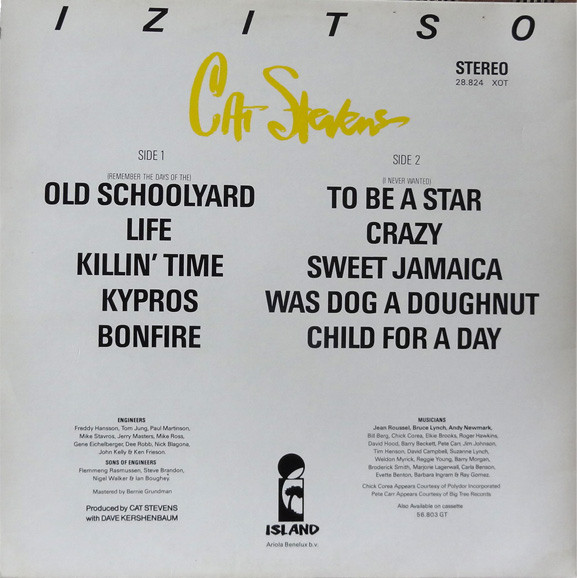 IZITSO
Cat Stevens
STEREO
28.824 XOT
SIDE 1
(REMEMBER THE DAYS OF THE)
OLD SCHOOLYARD
LIFE
KILLIN' TIME
KYPROS
BONFIRE
SIDE 2
(I NEVER WANTED)
TO BE A STAR
CRAZY
SWEET JAMAICA
WAS DOG A DOUGHNUT
CHILD FOR A DAY
ENGINEERS
Freddy Hansson, Tom Jung, Paul Martinson,
Mike Stavros, Jerry Masters, Mike Ross,
Gene Eichelberger, Dee Robb, Nick Blagona,
John Kelly & Ken Frieson.
SONS OF ENGINEERS
Flemmeng Rasmussen, Steve Brandon,
Nigel Walker & Ian Boughey.
Mastered by Bernie Grundman
Produced by CAT STEVENS
with DAVE KERSHENBAUM
ISLAND
Ariola Benelux b.v.
MUSICIANS
Jean Roussel, Bruce Lynch, Andy Newmark,
Bill Berg, Chick Corea, Elkie Brooks, Roger Hawkins,
David Hood, Barry Beckett, Pete Carr, Jim Johnson,
Tim Hanson, David Campbell, Suzanne Lynch,
Weldon Myrick, Reggie Young, Barry Morgan,
Broderick Smith, Marjorie Lagerwall, Carla Benson,
Evette Benton, Barbara Ingram & Ray Gomez.
Chick Corea Appears Courtesy of Polydor Incorporated
Pete Carr Appears Courtesy of Big Tree Records
Also Available on cassette
56.803 GT